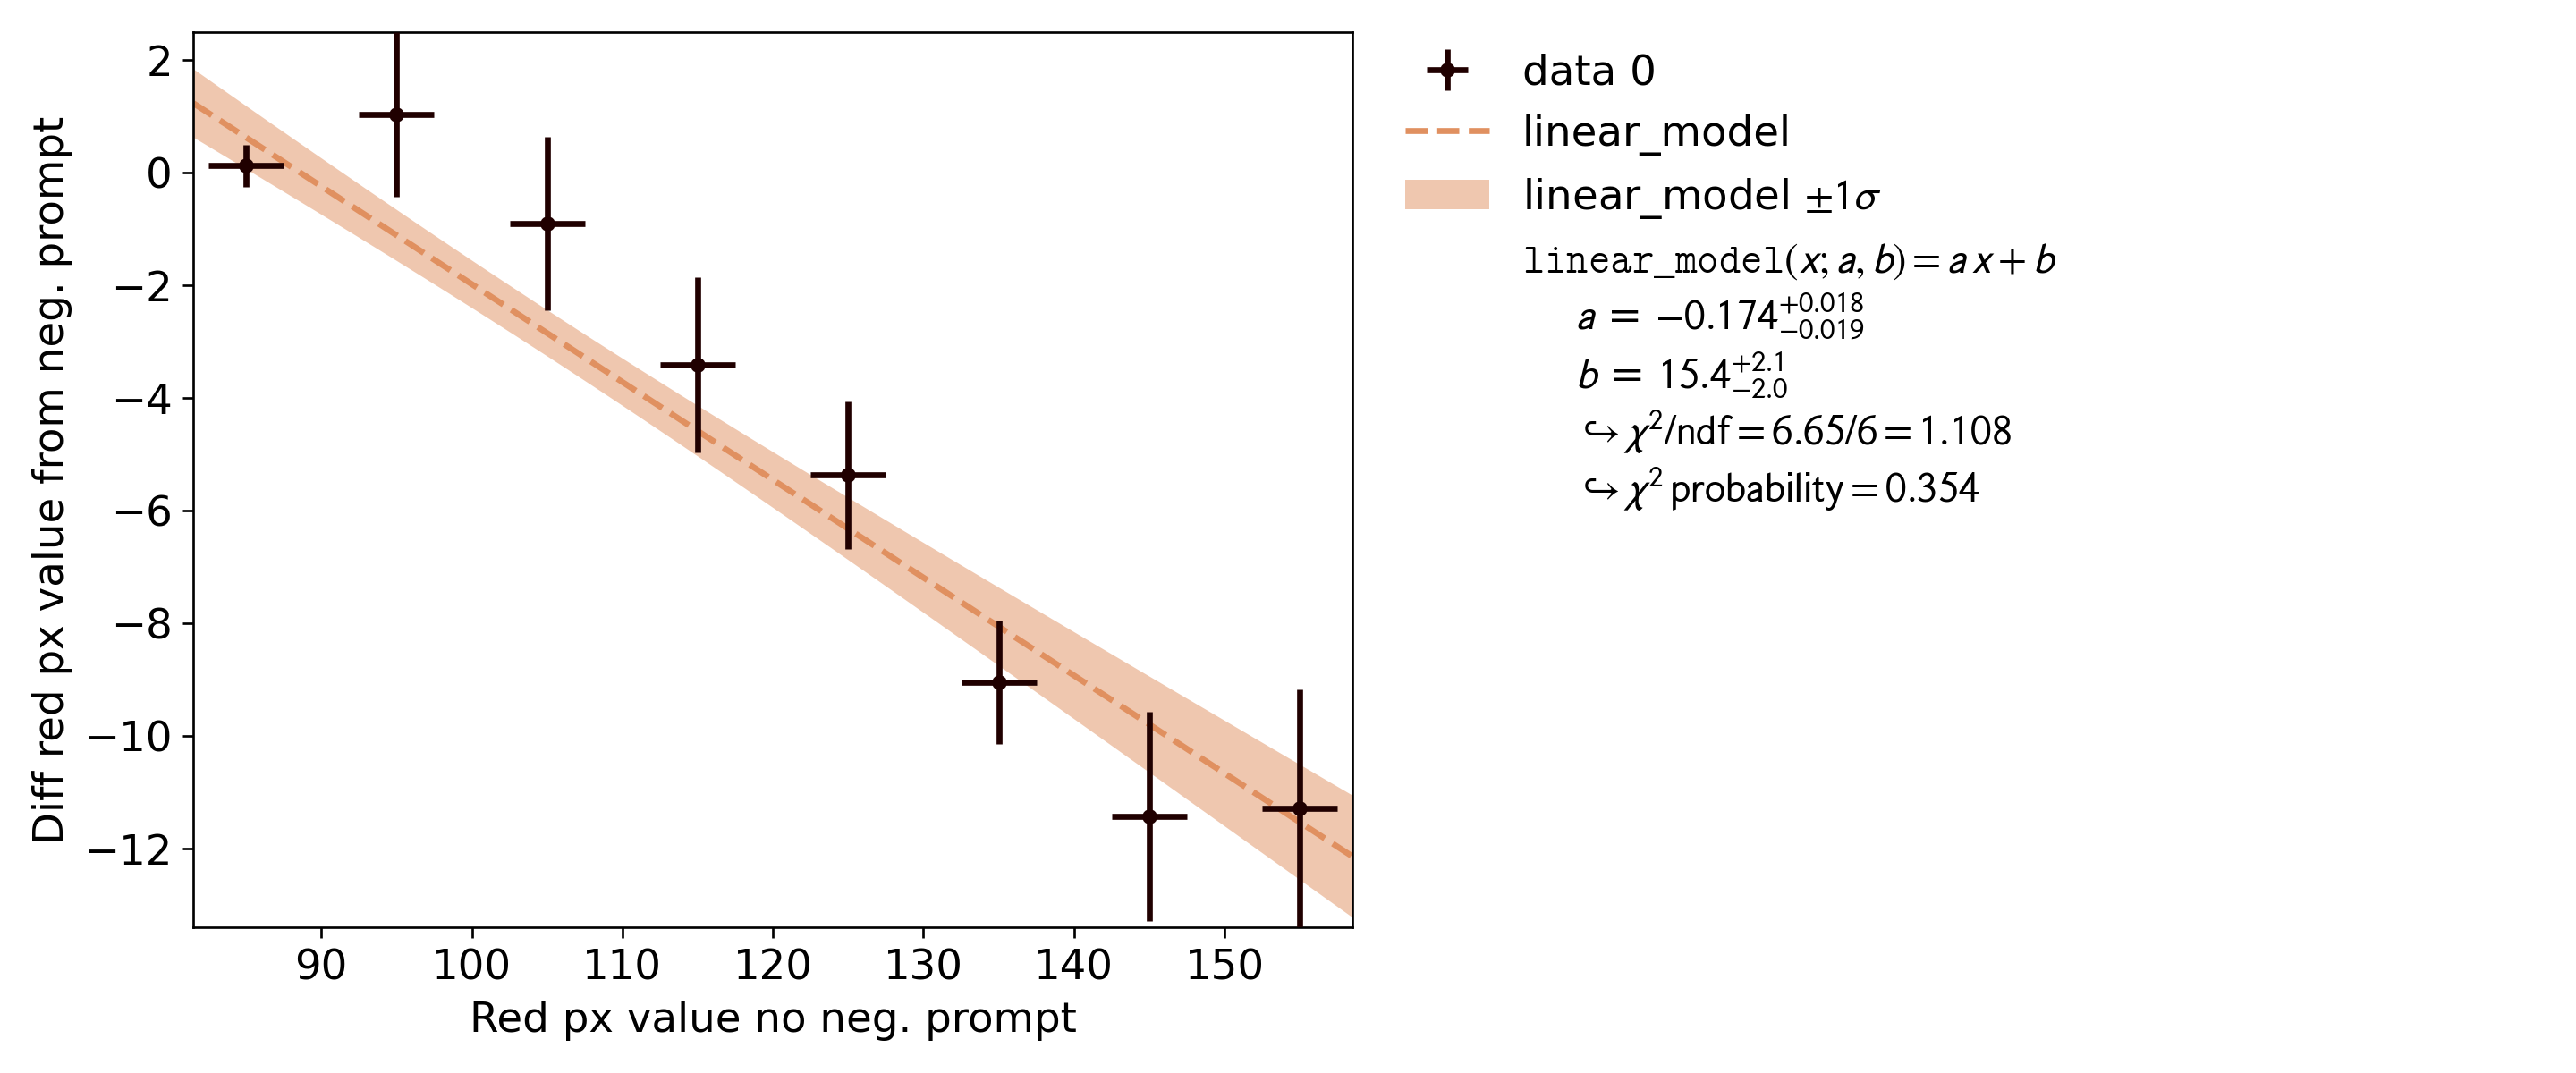 Diff red px value from neg. prompt
2
0
−2
−4
−6
−8
−10
−12
90 100 110 120 130 140 150
Red px value no neg. prompt
data 0
linear_model
linear_model ±1σ
linear_model(x; a, b) = a x + b
a = −0.174 +0.018 −0.019
b = 15.4 +2.1 −2.0
↪ χ²/ndf = 6.65/6 = 1.108
↪ χ² probability = 0.354